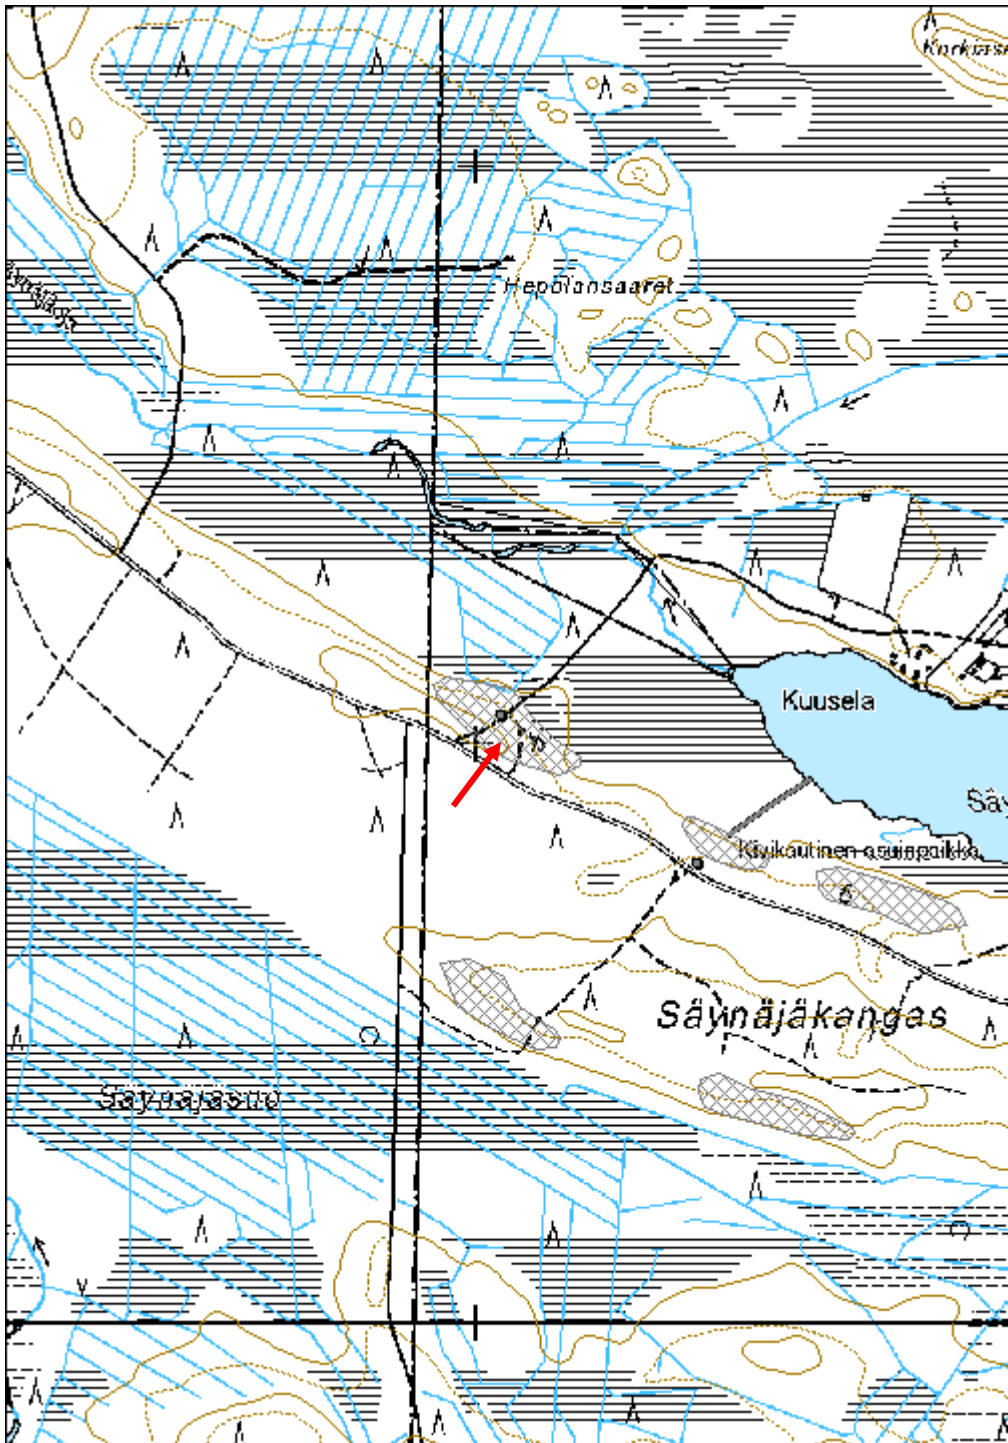 Hepolansaaret
Kuusela
Kivikautinen asuinpaikka
Säynäjäkangas
Säynäjäsuo